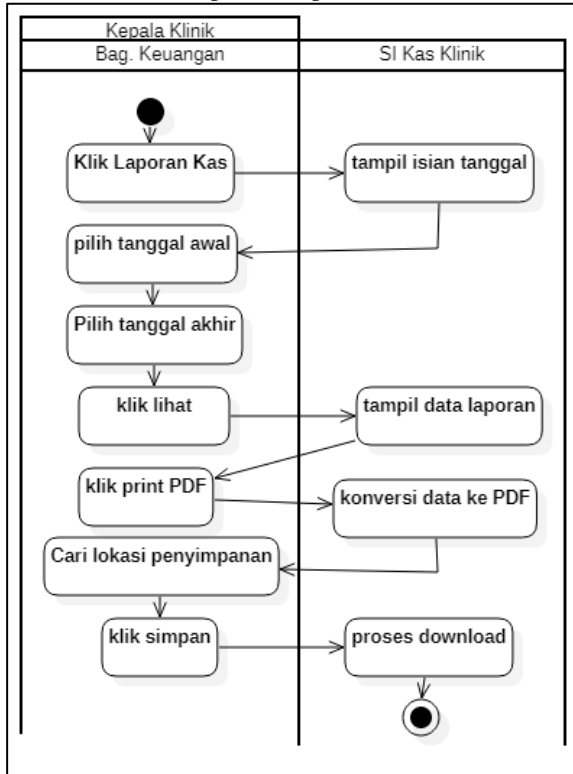 Kepala Klinik
Bag. Keuangan
SI Kas Klinik
Klik Laporan Kas
tampil isian tanggal
pilih tanggal awal
Pilih tanggal akhir
klik lihat
tampil data laporan
klik print PDF
konversi data ke PDF
Cari lokasi penyimpanan
klik simpan
proses download